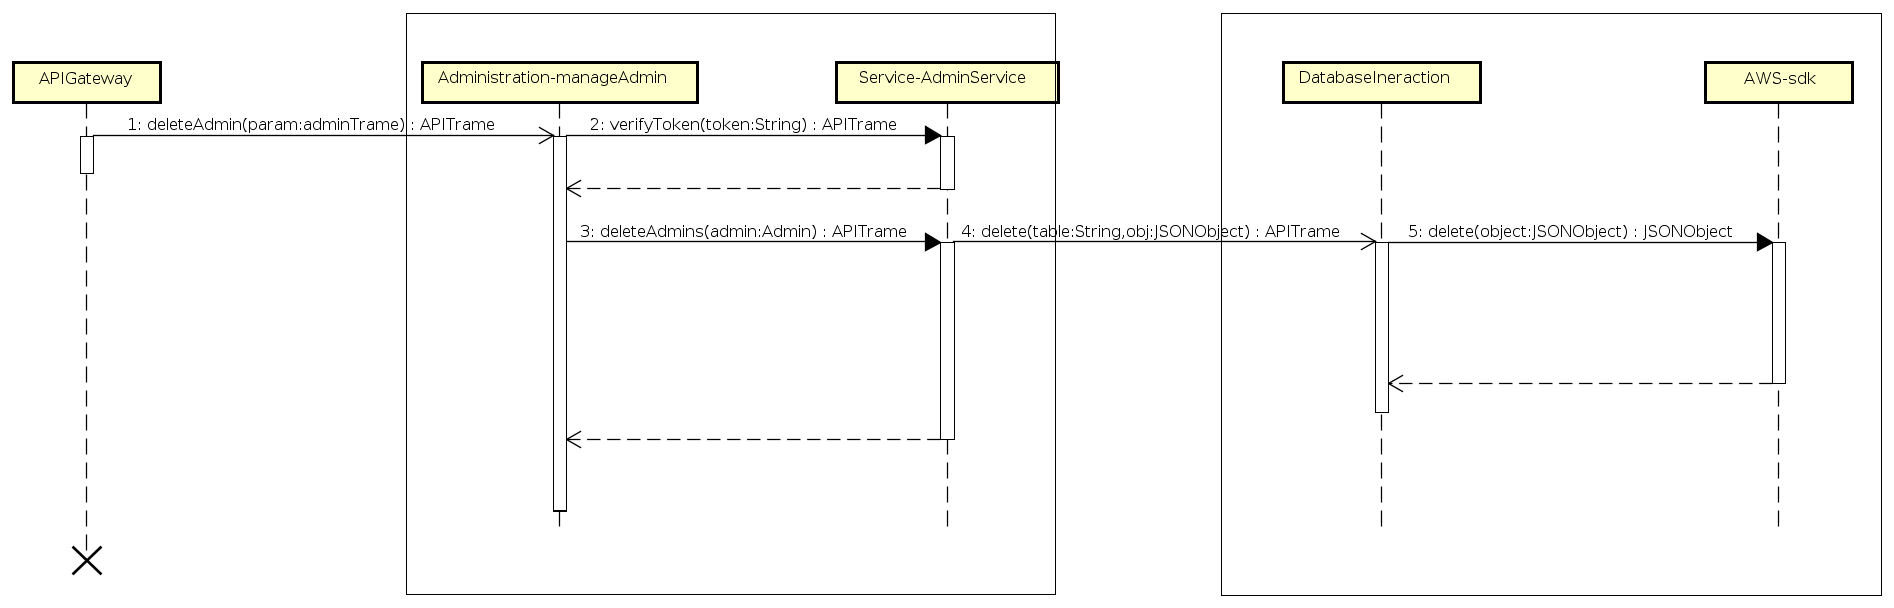 APIGateway
Administration-manageAdmin
Service-AdminService
DatabaseIneraction
AWS-sdk
1: deleteAdmin(param:adminTrame) : APITrame
2: verifyToken(token:String) : APITrame
3: deleteAdmins(admin:Admin) : APITrame
4: delete(table:String,obj:JSONObject) : APITrame
5: delete(object:JSONObject) : JSONObject